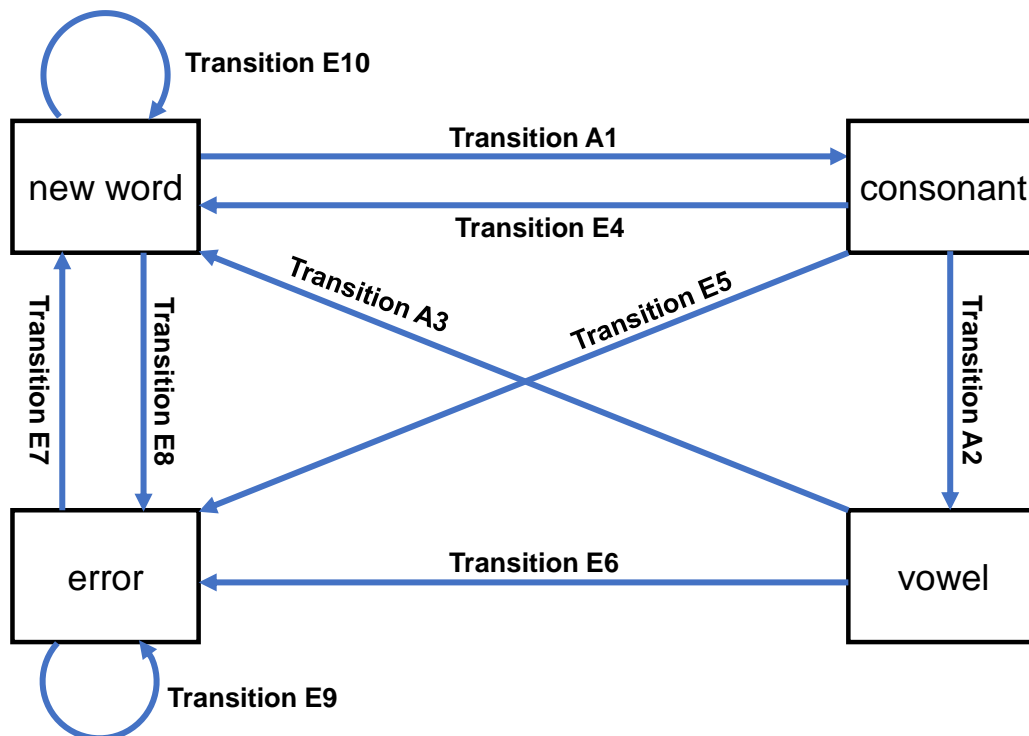 Transition E10
Transition A1
new word
consonant
Transition E4
Transition A3
Transition E5
Transition E7
Transition E8
Transition A2
Transition E6
error
vowel
Transition E9